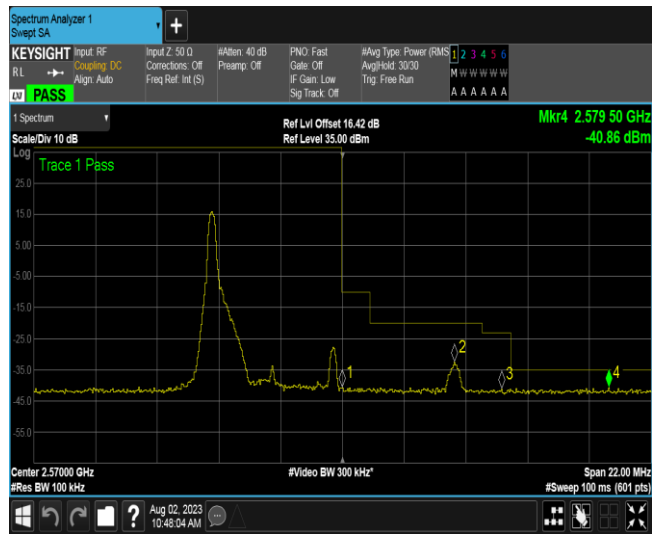 Spectrum Analyzer 1
Swept SA
+
KEYSIGHT Input: RF Input Z: 50 Ω #Atten: 40 dB PNO: Fast #Avg Type: Power (RMS 1 2 3 4 5 6
RL Coupling: DC Corrections: Off Preamp: Off Gate: Off Avg|Hold: 30/30 M W W W W W
Align: Auto Freq Ref: Int (S) IF Gain: Low Trig: Free Run
LXI PASS Sig Track: Off A A A A A A
1 Spectrum Ref Lvl Offset 16.42 dB Mkr4 2.579 50 GHz
Scale/Div 10 dB Ref Level 35.00 dBm -40.86 dBm
Log
Trace 1 Pass
25.0
15.0
5.00
-5.00
-15.0
-25.0
2
-35.0
1 3 4
-45.0
-55.0
Center 2.57000 GHz #Video BW 300 kHz* Span 22.00 MHz
#Res BW 100 kHz #Sweep 100 ms (601 pts)
? Aug 02, 2023
10:48:04 AM